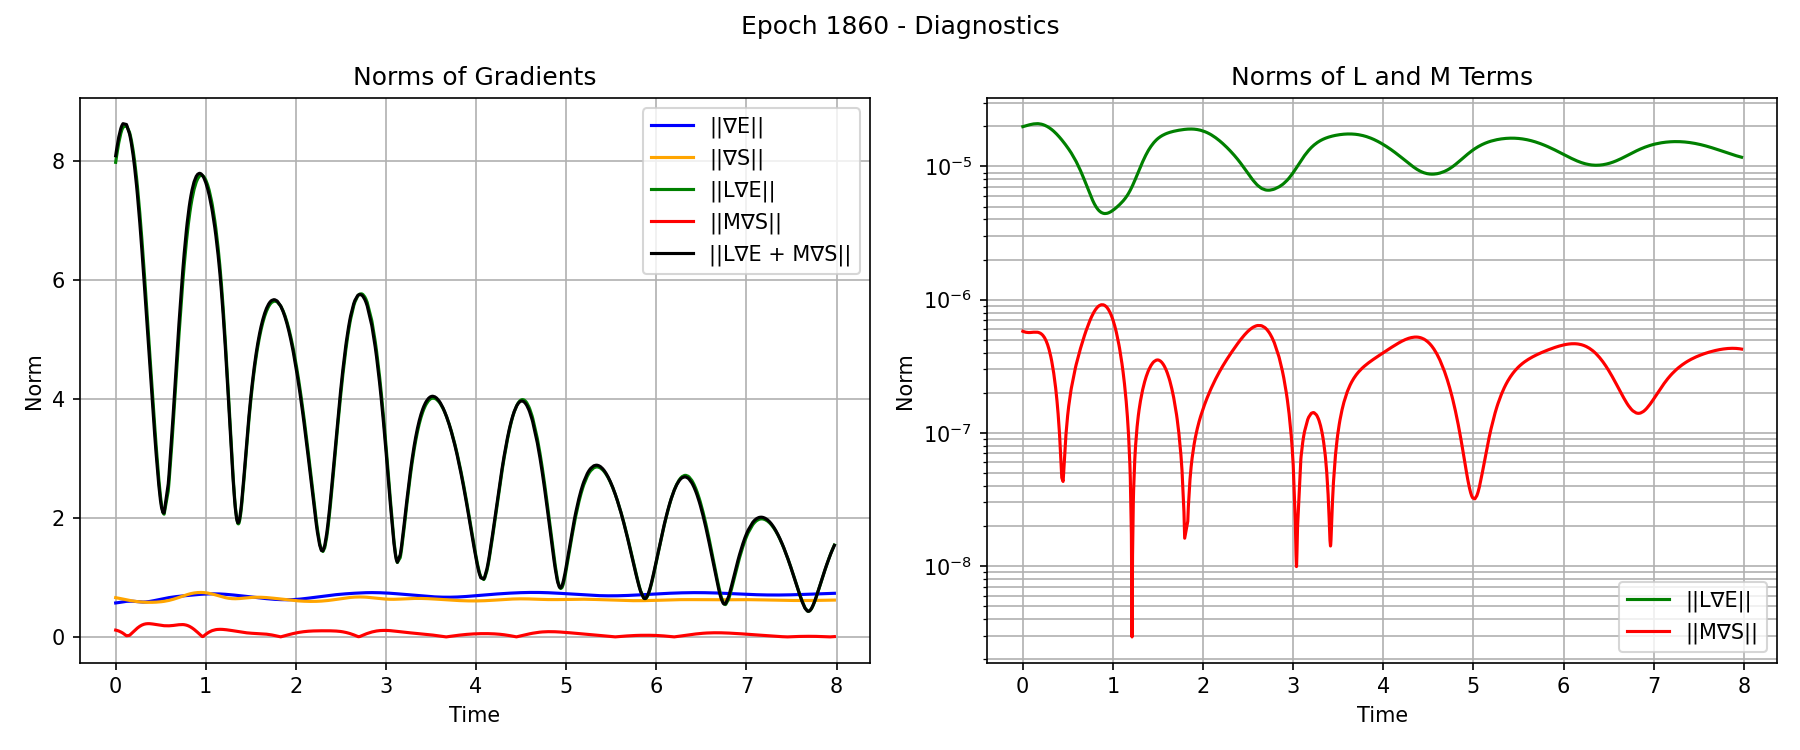 Epoch 1860 - Diagnostics
Norms of Gradients
Norm
8
6
4
2
0
||∇E||
||∇S||
||L∇E||
||M∇S||
||L∇E + M∇S||
0 1 2 3 4 5 6 7 8
Time
Norms of L and M Terms
Norm
10⁻⁵
10⁻⁶
10⁻⁷
10⁻⁸
||L∇E||
||M∇S||
0 1 2 3 4 5 6 7 8
Time